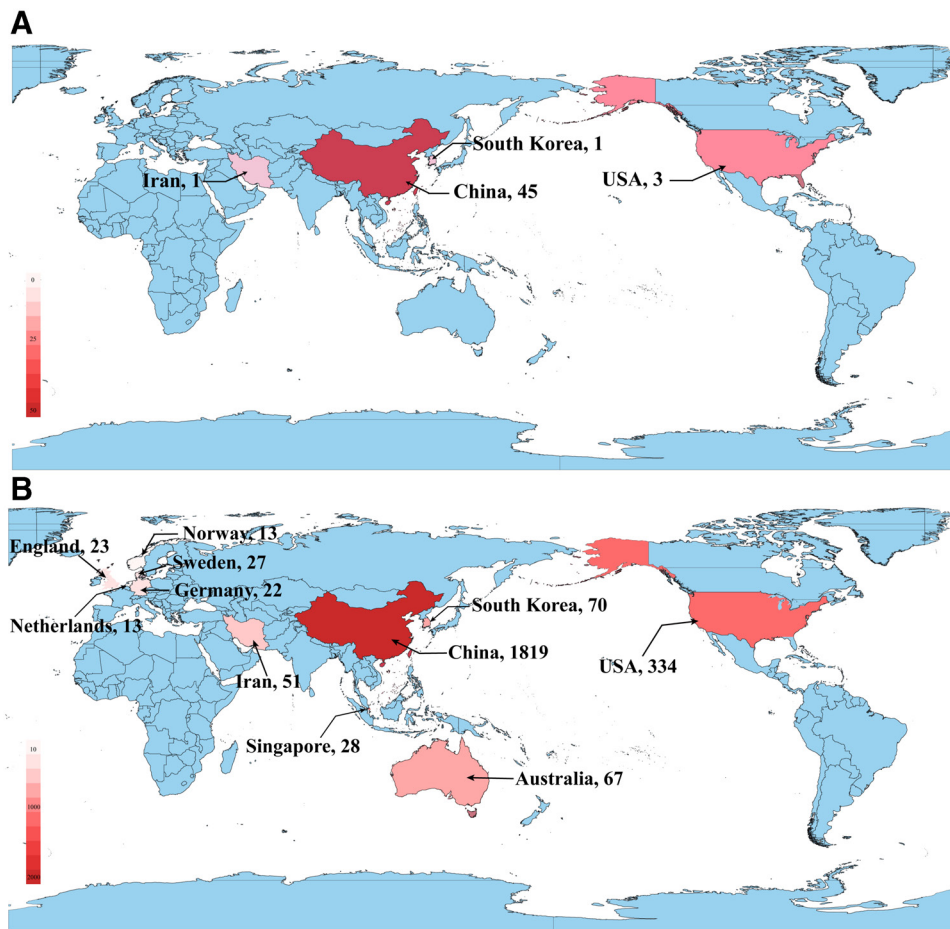 A
South Korea, 1
Iran, 1
China, 45
USA, 3
0
25
50
B
Norway, 13
England, 23
Sweden, 27
Germany, 22
South Korea, 70
Netherlands, 13
China, 1819
USA, 334
Iran, 51
Singapore, 28
Australia, 67
10
1000
2000